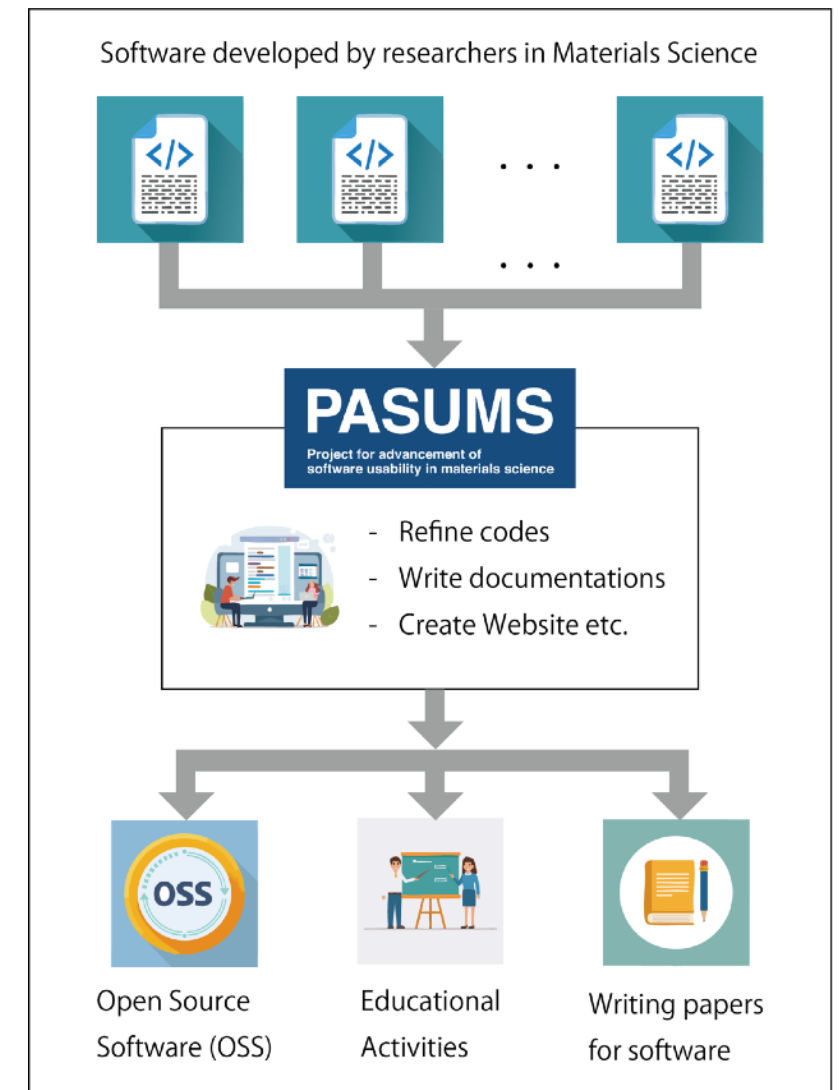 Software developed by researchers in Materials Science
</>
</>
. . .
</>
. . .
PASUMS
Project for advancement of
software usability in materials science
- Refine codes
- Write documentations
- Create Website etc.
OSS
Open Source
Software (OSS)
Educational
Activities
Writing papers
for software